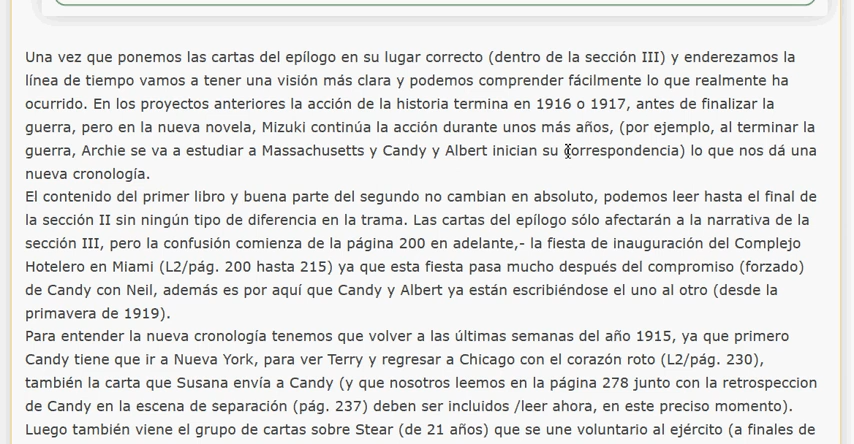 Una vez que ponemos las cartas del epílogo en su lugar correcto (dentro de la sección III) y enderezamos la
línea de tiempo vamos a tener una visión más clara y podemos comprender fácilmente lo que realmente ha
ocurrido. En los proyectos anteriores la acción de la historia termina en 1916 o 1917, antes de finalizar la
guerra, pero en la nueva novela, Mizuki continúa la acción durante unos más años, (por ejemplo, al terminar la
guerra, Archie se va a estudiar a Massachusetts y Candy y Albert inician su correspondencia) lo que nos dá una
nueva cronología.
El contenido del primer libro y buena parte del segundo no cambian en absoluto, podemos leer hasta el final de
la sección II sin ningún tipo de diferencia en la trama. Las cartas del epílogo sólo afectarán a la narrativa de la
sección III, pero la confusión comienza de la página 200 en adelante,- la fiesta de inauguración del Complejo
Hotelero en Miami (L2/pág. 200 hasta 215) ya que esta fiesta pasa mucho después del compromiso (forzado)
de Candy con Neil, además es por aquí que Candy y Albert ya están escribiéndose el uno al otro (desde la
primavera de 1919).
Para entender la nueva cronología tenemos que volver a las últimas semanas del año 1915, ya que primero
Candy tiene que ir a Nueva York, para ver Terry y regresar a Chicago con el corazón roto (L2/pág. 230),
también la carta que Susana envía a Candy (y que nosotros leemos en la página 278 junto con la retrospeccion
de Candy en la escena de separación (pág. 237) deben ser incluidos /leer ahora, en este preciso momento).
Luego también viene el grupo de cartas sobre Stear (de 21 años) que se une voluntario al ejército (a finales de